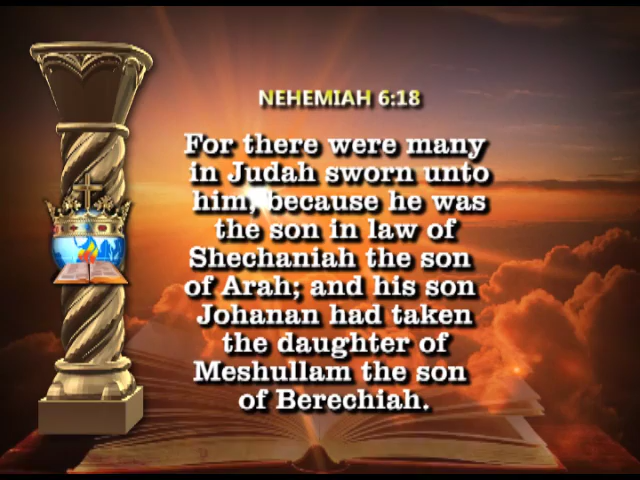 NEHEMIAH 6:18
For there were many
in Judah sworn unto
him, because he was
the son in law of
Shechaniah the son
of Arah; and his son
Johanan had taken
the daughter of
Meshullam the son
of Berechiah.